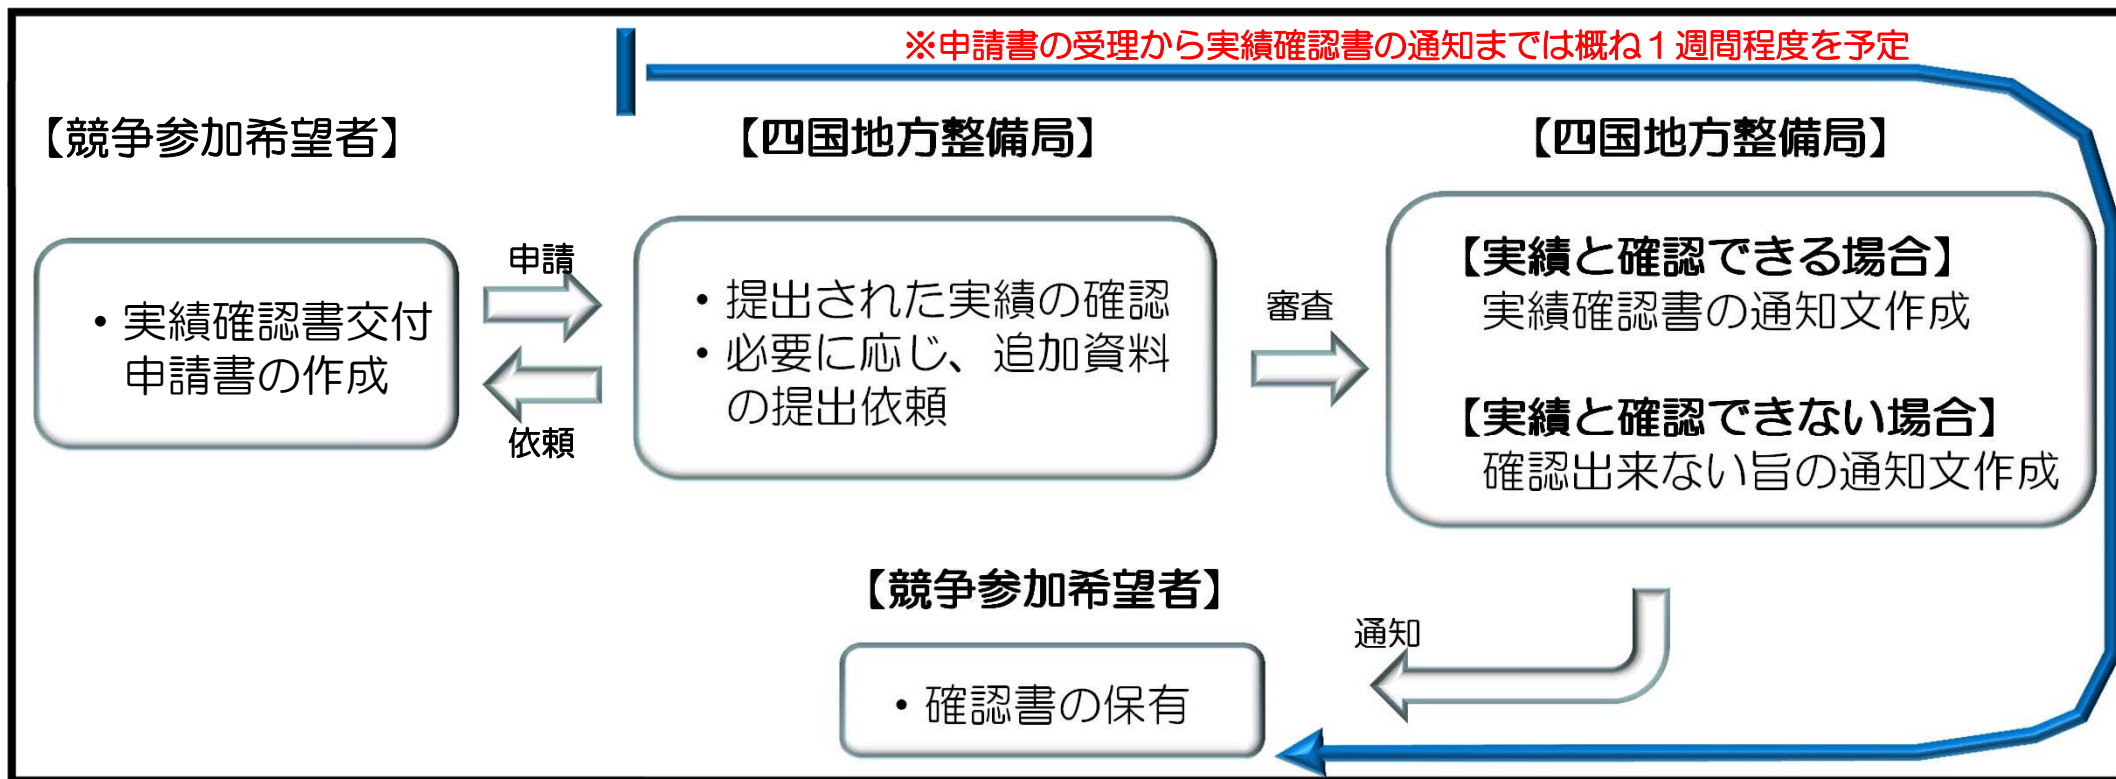 ※申請書の受理から実績確認書の通知までは概ね１週間程度を予定
【競争参加希望者】
・実績確認書交付
申請書の作成
申請
依頼
【四国地方整備局】
・提出された実績の確認
・必要に応じ、追加資料
の提出依頼
審査
【四国地方整備局】
【実績と確認できる場合】
実績確認書の通知文作成
【実績と確認できない場合】
確認出来ない旨の通知文作成
通知
【競争参加希望者】
・確認書の保有